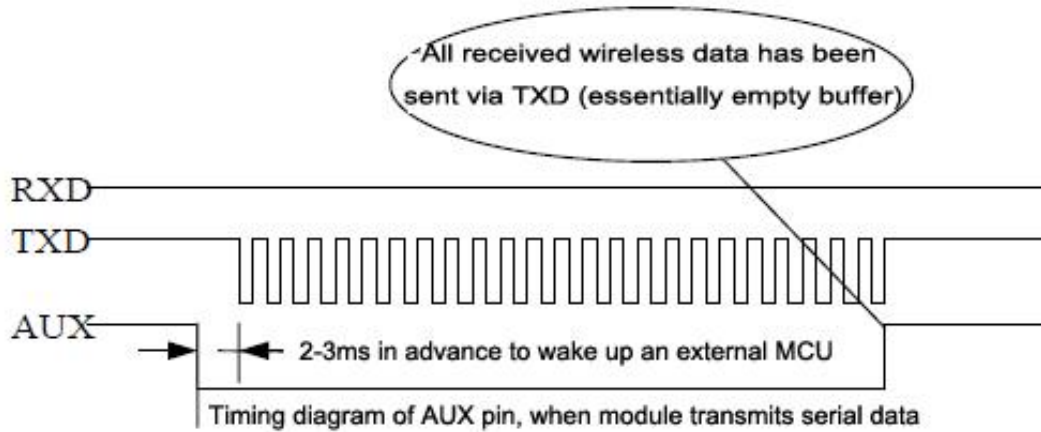 All received wireless data has been
sent via TXD (essentially empty buffer)
RXD
TXD
AUX
2-3ms in advance to wake up an external MCU
Timing diagram of AUX pin, when module transmits serial data